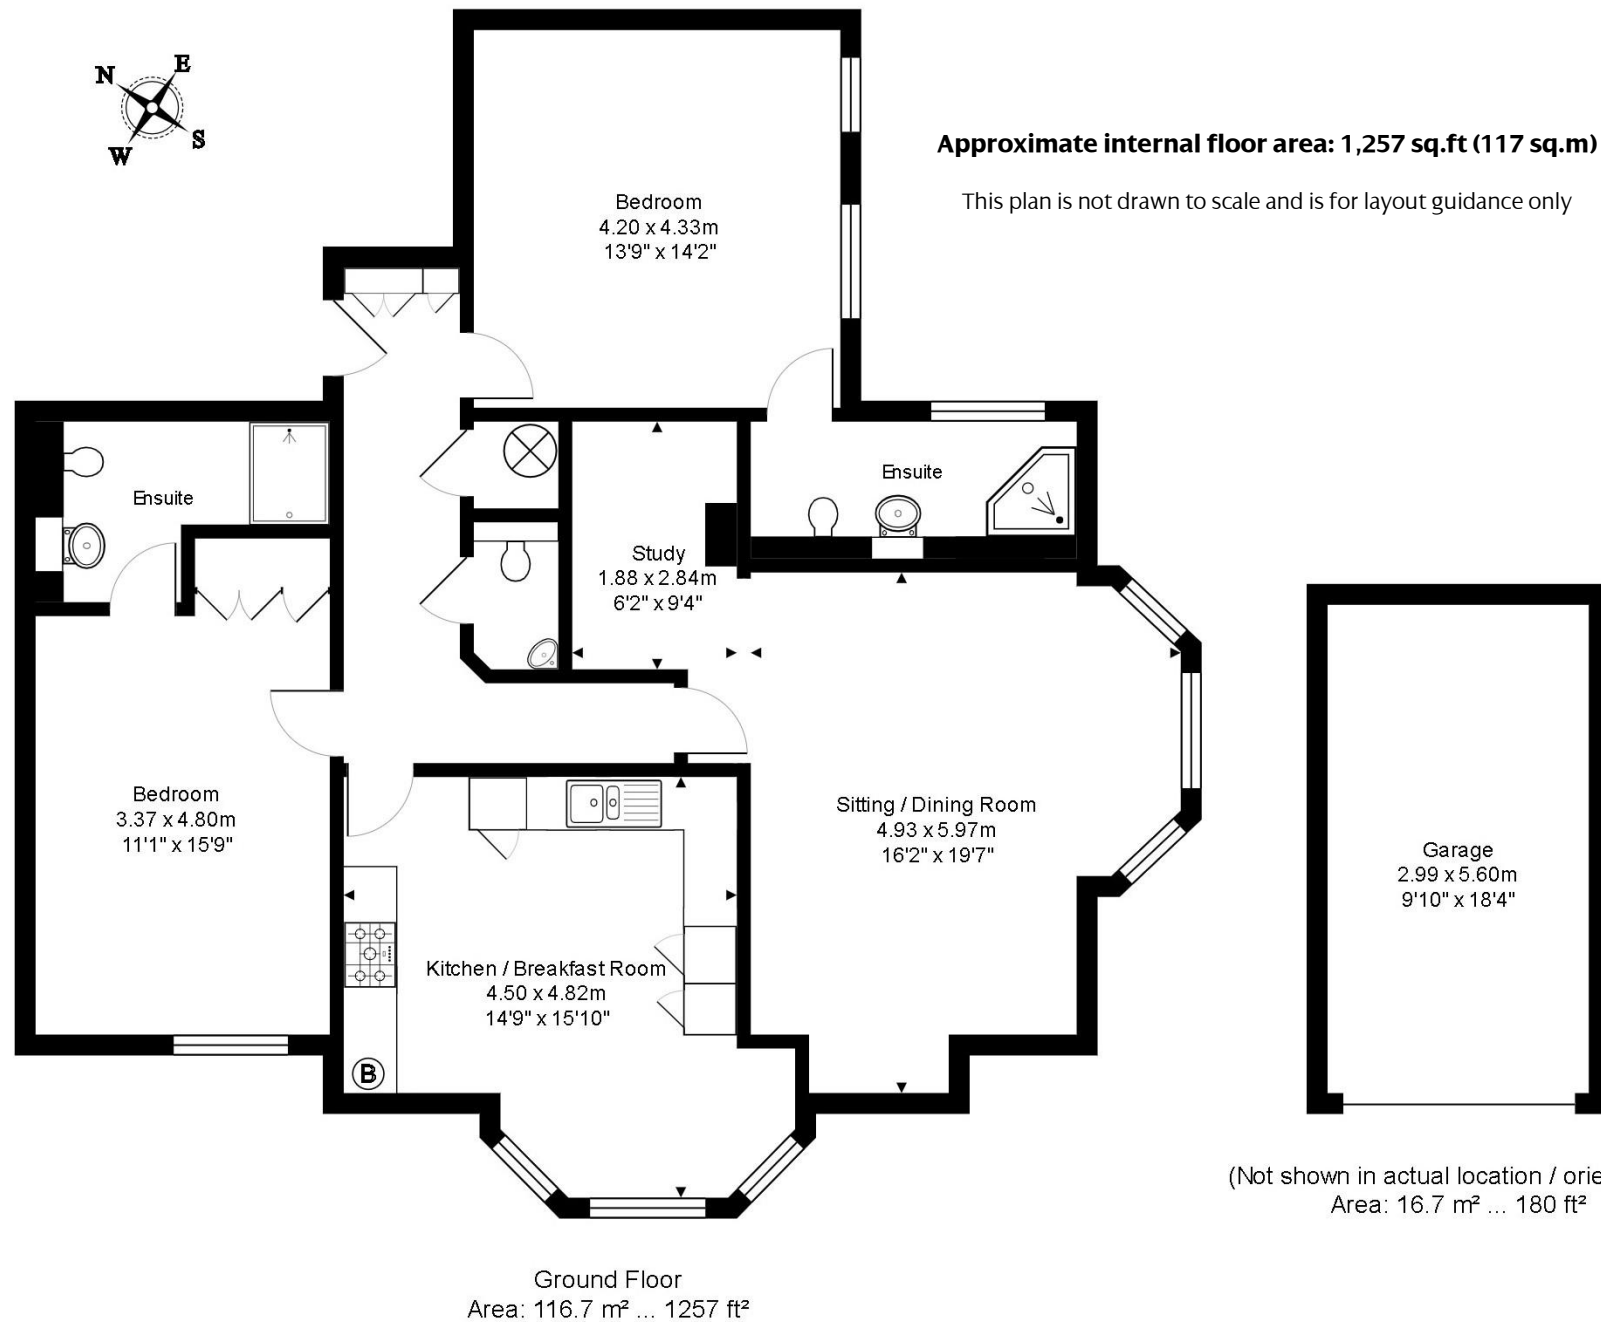 N
E
S
W
Approximate internal floor area: 1,257 sq.ft (117 sq.m)
This plan is not drawn to scale and is for layout guidance only
Bedroom
4.20 x 4.33m
13'9" x 14'2"
Ensuite
Ensuite
Study
1.88 x 2.84m
6'2" x 9'4"
Bedroom
3.37 x 4.80m
11'1" x 15'9"
Sitting / Dining Room
4.93 x 5.97m
16'2" x 19'7"
Garage
2.99 x 5.60m
9'10" x 18'4"
Kitchen / Breakfast Room
4.50 x 4.82m
14'9" x 15'10"
B
(Not shown in actual location / orie
Area: 16.7 m² ... 180 ft²
Ground Floor
Area: 116.7 m² ... 1257 ft²